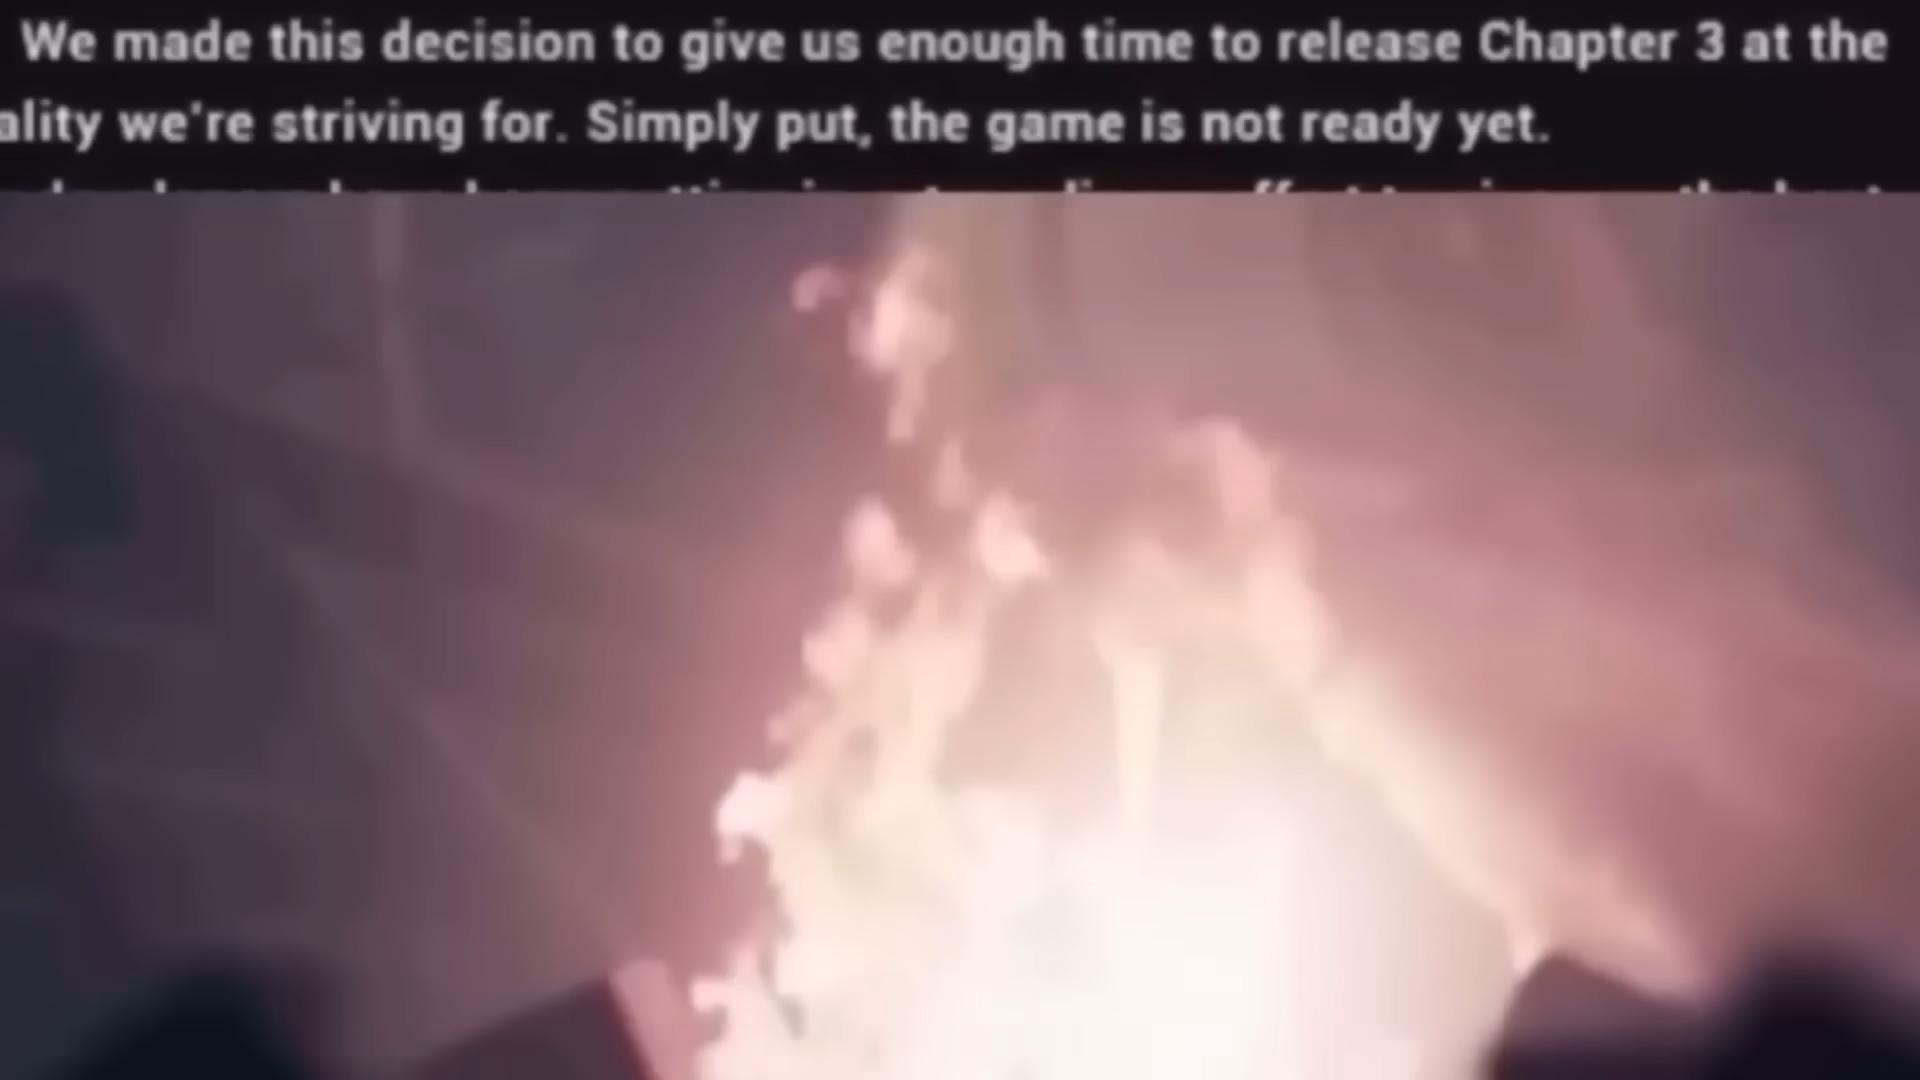 We made this decision to give us enough time to release Chapter 3 at the
ality we're striving for. Simply put, the game is not ready yet.